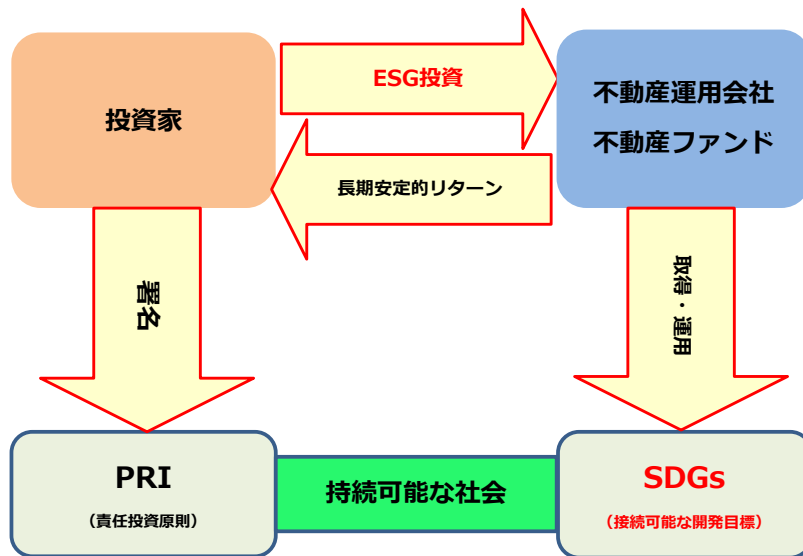 投資家
ESG投資
不動産運用会社
不動産ファンド
長期安定的リターン
署名
取得・運用
PRI
（責任投資原則）
持続可能な社会
SDGs
（接続可能な開発目標）